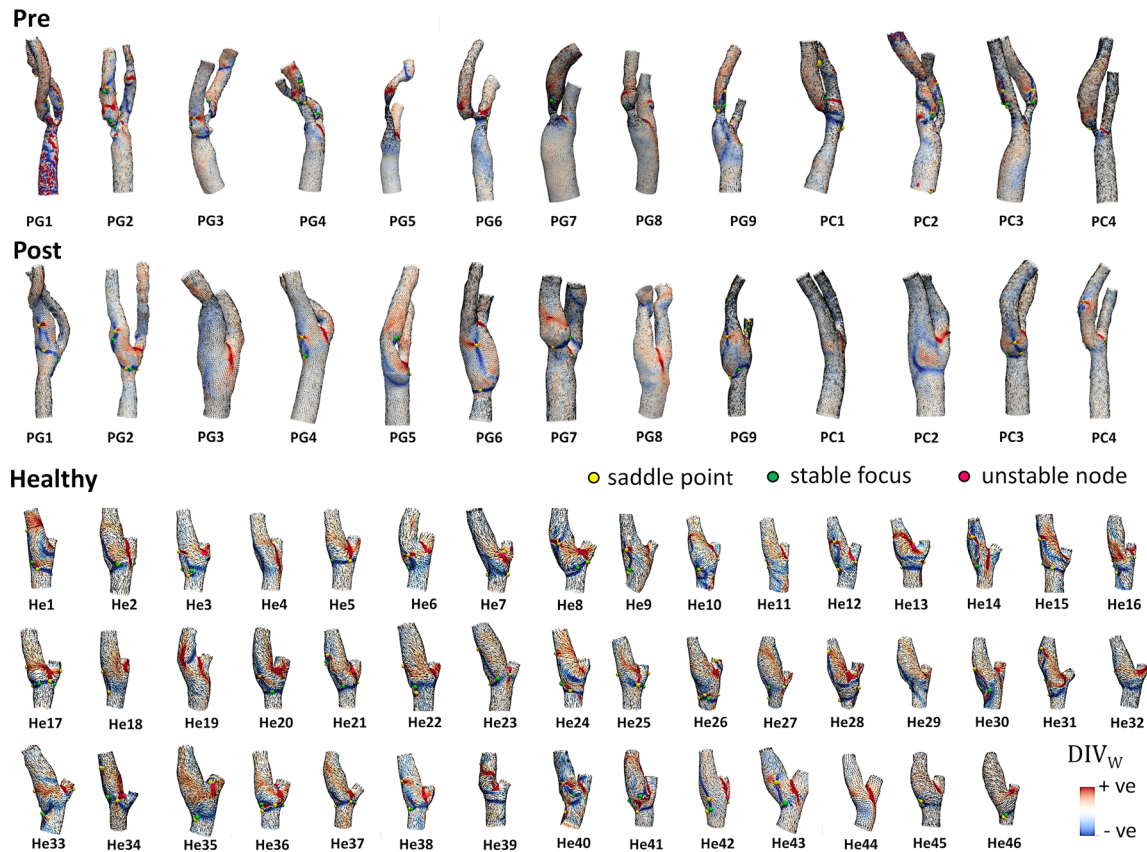 Pre
PG1 PG2 PG3 PG4 PG5 PG6 PG7 PG8 PG9 PC1 PC2 PC3 PC4
Post
PG1 PG2 PG3 PG4 PG5 PG6 PG7 PG8 PG9 PC1 PC2 PC3 PC4
Healthy
saddle point stable focus unstable node
He1 He2 He3 He4 He5 He6 He7 He8 He9 He10 He11 He12 He13 He14 He15 He16
He17 He18 He19 He20 He21 He22 He23 He24 He25 He26 He27 He28 He29 He30 He31 He32
DIV_W
+ ve
- ve
He33 He34 He35 He36 He37 He38 He39 He40 He41 He42 He43 He44 He45 He46